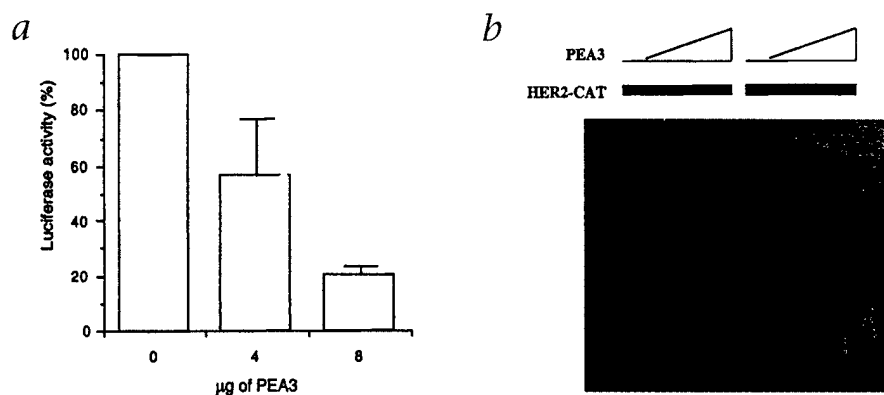 a
Luciferase activity (%)
100
80
60
40
20
0
0 4 8
µg of PEA3
b
PEA3
HER2-CAT